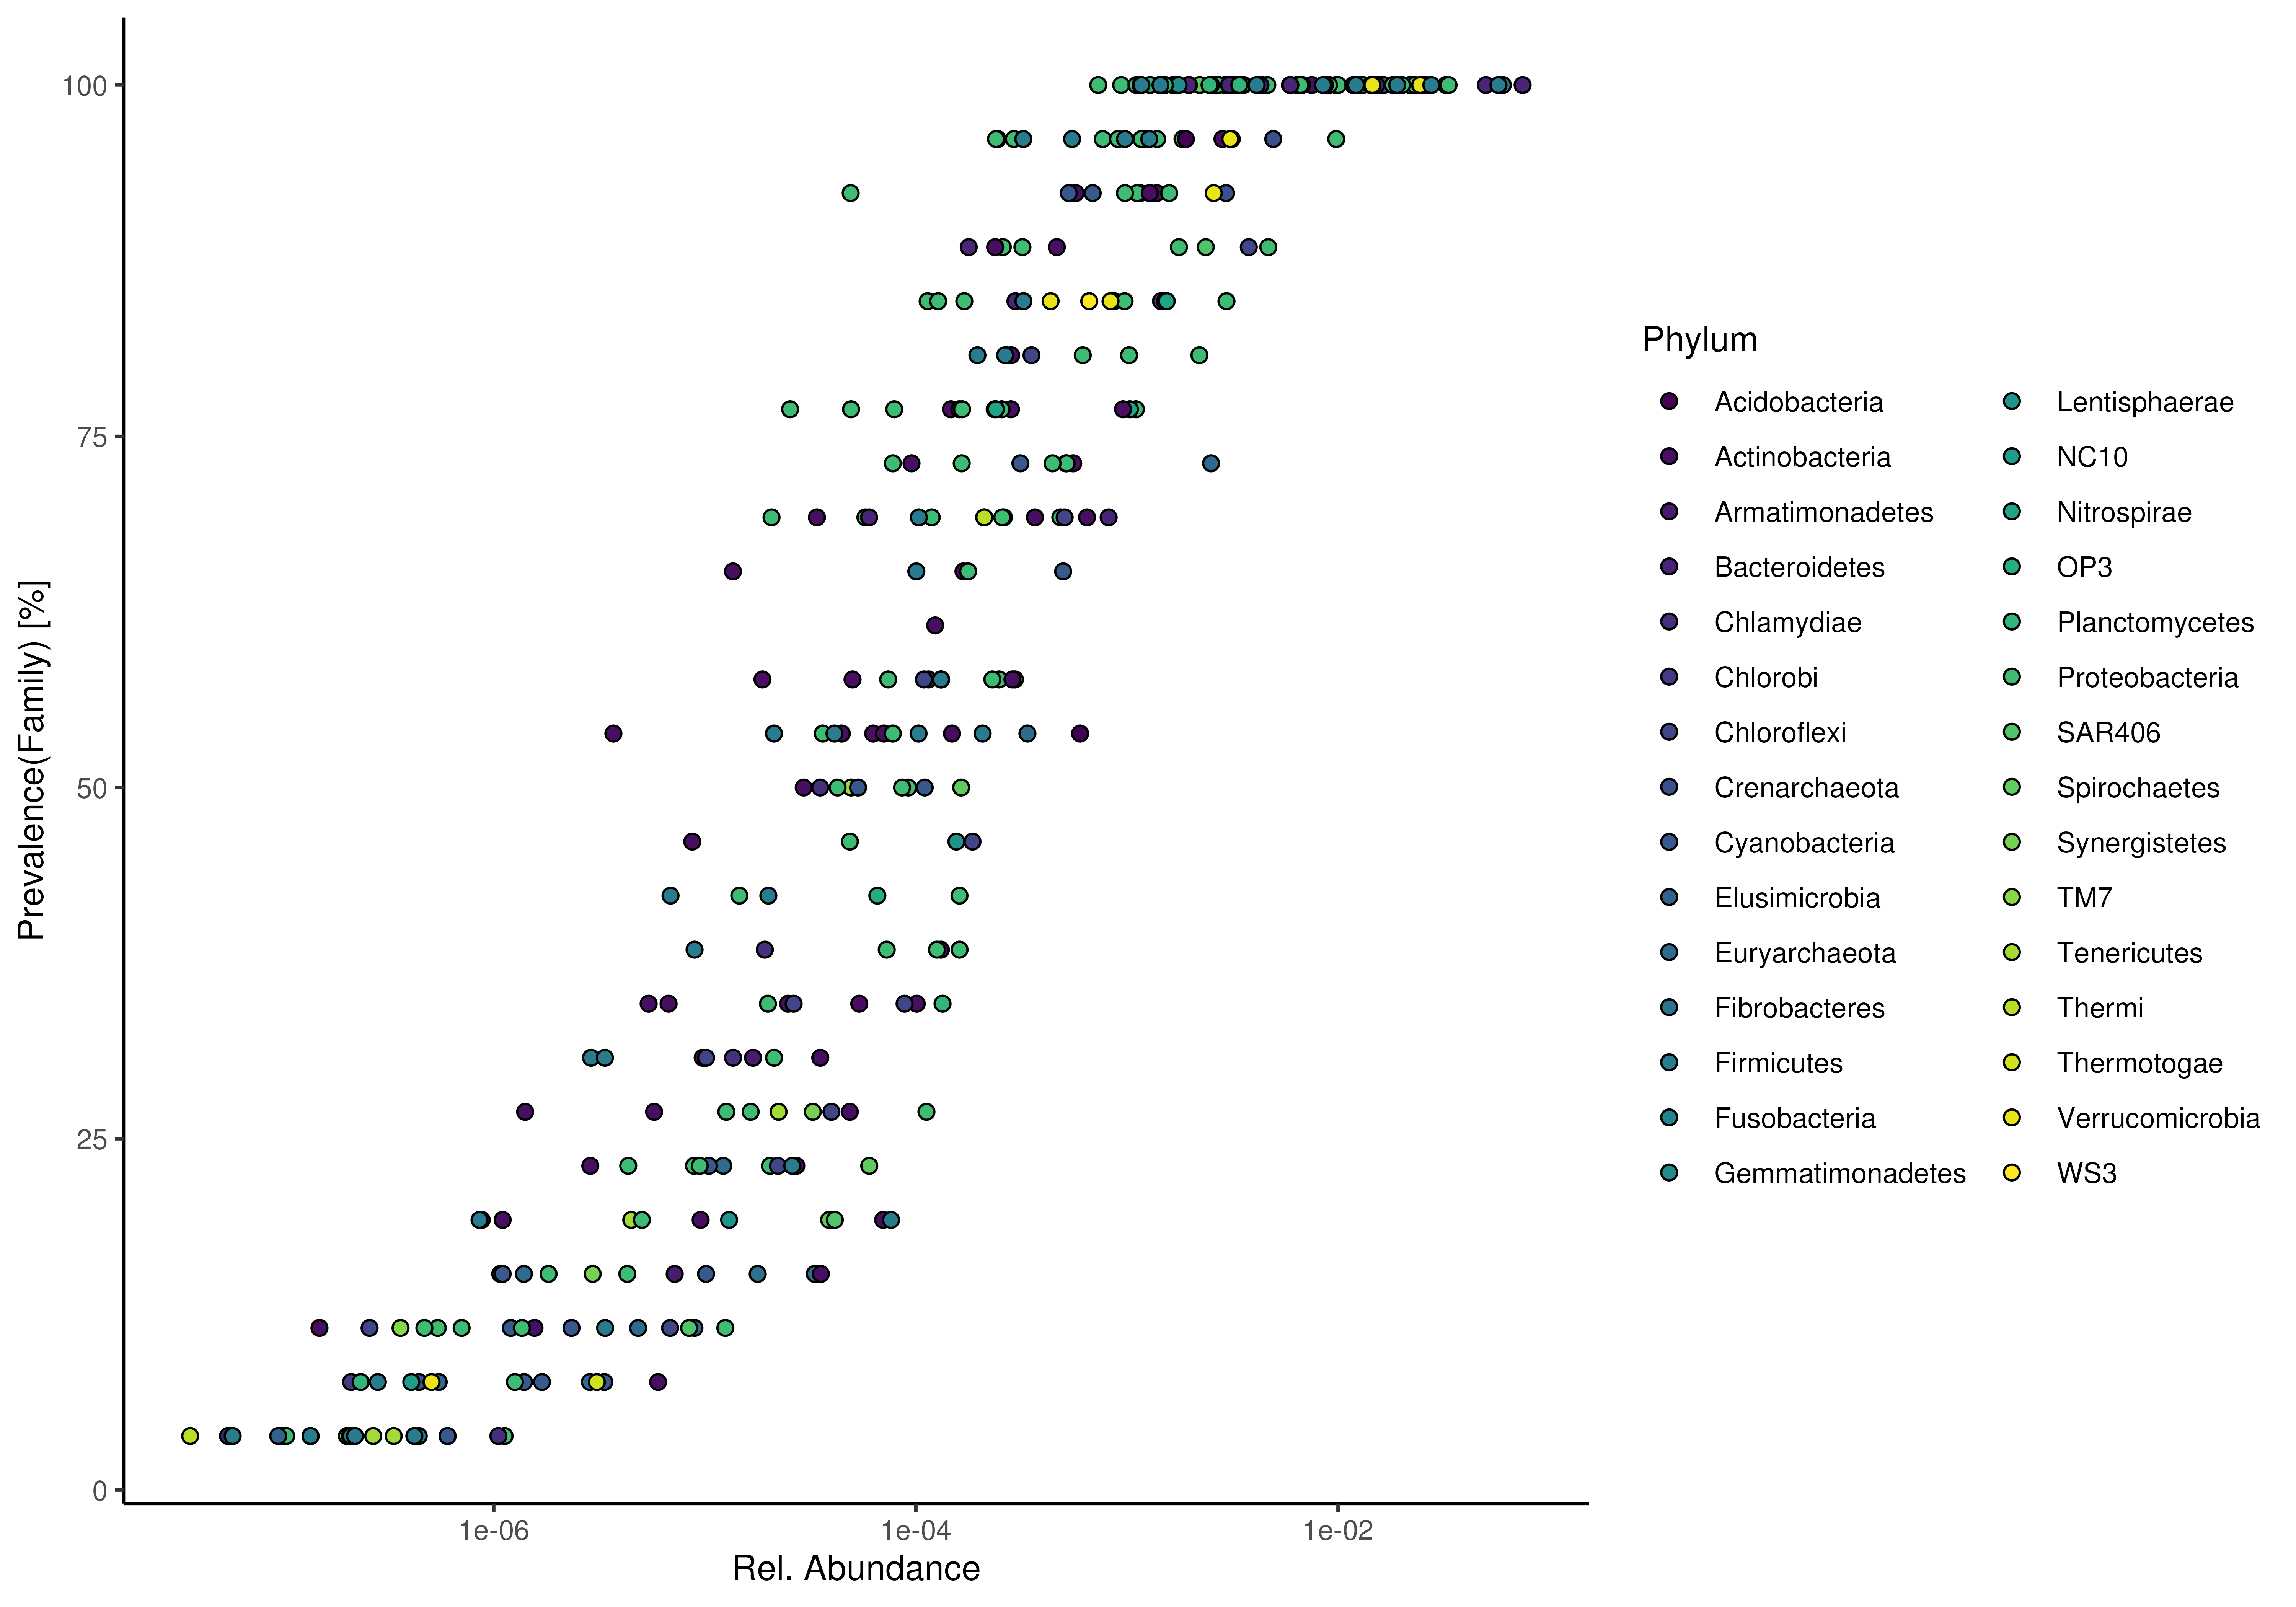 100
75
50
25
0
Prevalence(Family) [%]
1e-06
1e-04
1e-02
Rel. Abundance
Phylum
Acidobacteria
Actinobacteria
Armatimonadetes
Bacteroidetes
Chlamydiae
Chlorobi
Chloroflexi
Crenarchaeota
Cyanobacteria
Elusimicrobia
Euryarchaeota
Fibrobacteres
Firmicutes
Fusobacteria
Gemmatimonadetes
Lentisphaerae
NC10
Nitrospirae
OP3
Planctomycetes
Proteobacteria
SAR406
Spirochaetes
Synergistetes
TM7
Tenericutes
Thermi
Thermotogae
Verrucomicrobia
WS3